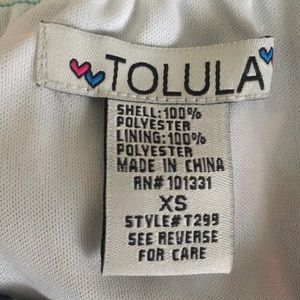 TOLULA
SHELL:100%
POLYESTER
LINING:100%
POLYESTER
MADE IN CHINA
RN# 101331
XS
STYLE#T299
SEE REVERSE
FOR CARE